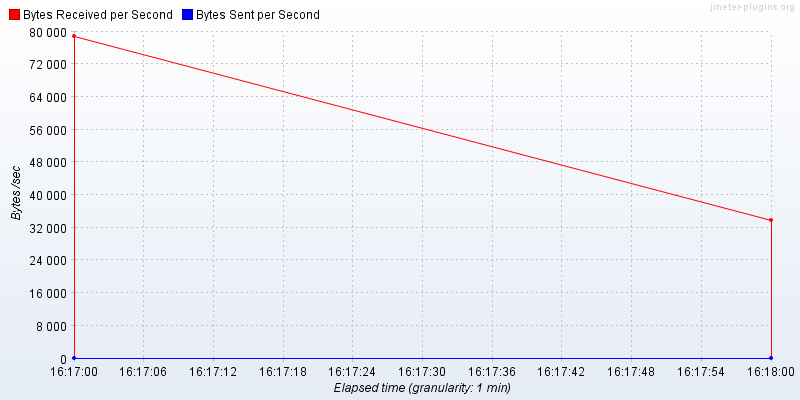 Bytes Received per Second Bytes Sent per Second
jmeter-plugins.org
80 000
72 000
64 000
56 000
48 000
40 000
32 000
24 000
16 000
8 000
0
Bytes /sec
16:17:00 16:17:06 16:17:12 16:17:18 16:17:24 16:17:30 16:17:36 16:17:42 16:17:48 16:17:54 16:18:00
Elapsed time (granularity: 1 min)